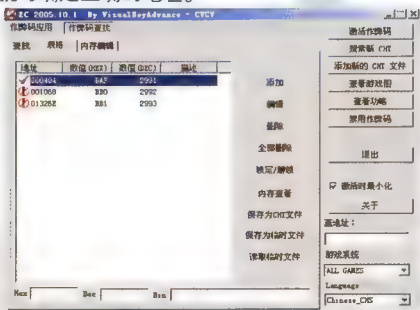 EC 2005.10.1 By VisualBoyAdvance - CVCV
作弊码应用 作弊码查找
查找 表格 内存编辑
地址 数值(HEX) 数值(DEC) 描述
BAF 2991
001068 BB0 2992
01328E BB1 2993
添加
编辑
删除
全部删除
锁定/解锁
内存查看
保存为CHT文件
保存为临时文件
读取临时文件
Hex Dec Bin
激活作弊码
搜索新 CHT
添加新的 CHT 文件
查看游戏图
查看功略
禁用作弊码
退出
激活时最小化
关于
基地址:
游戏系统
ALL GAMES
Language
Chinese_CHS